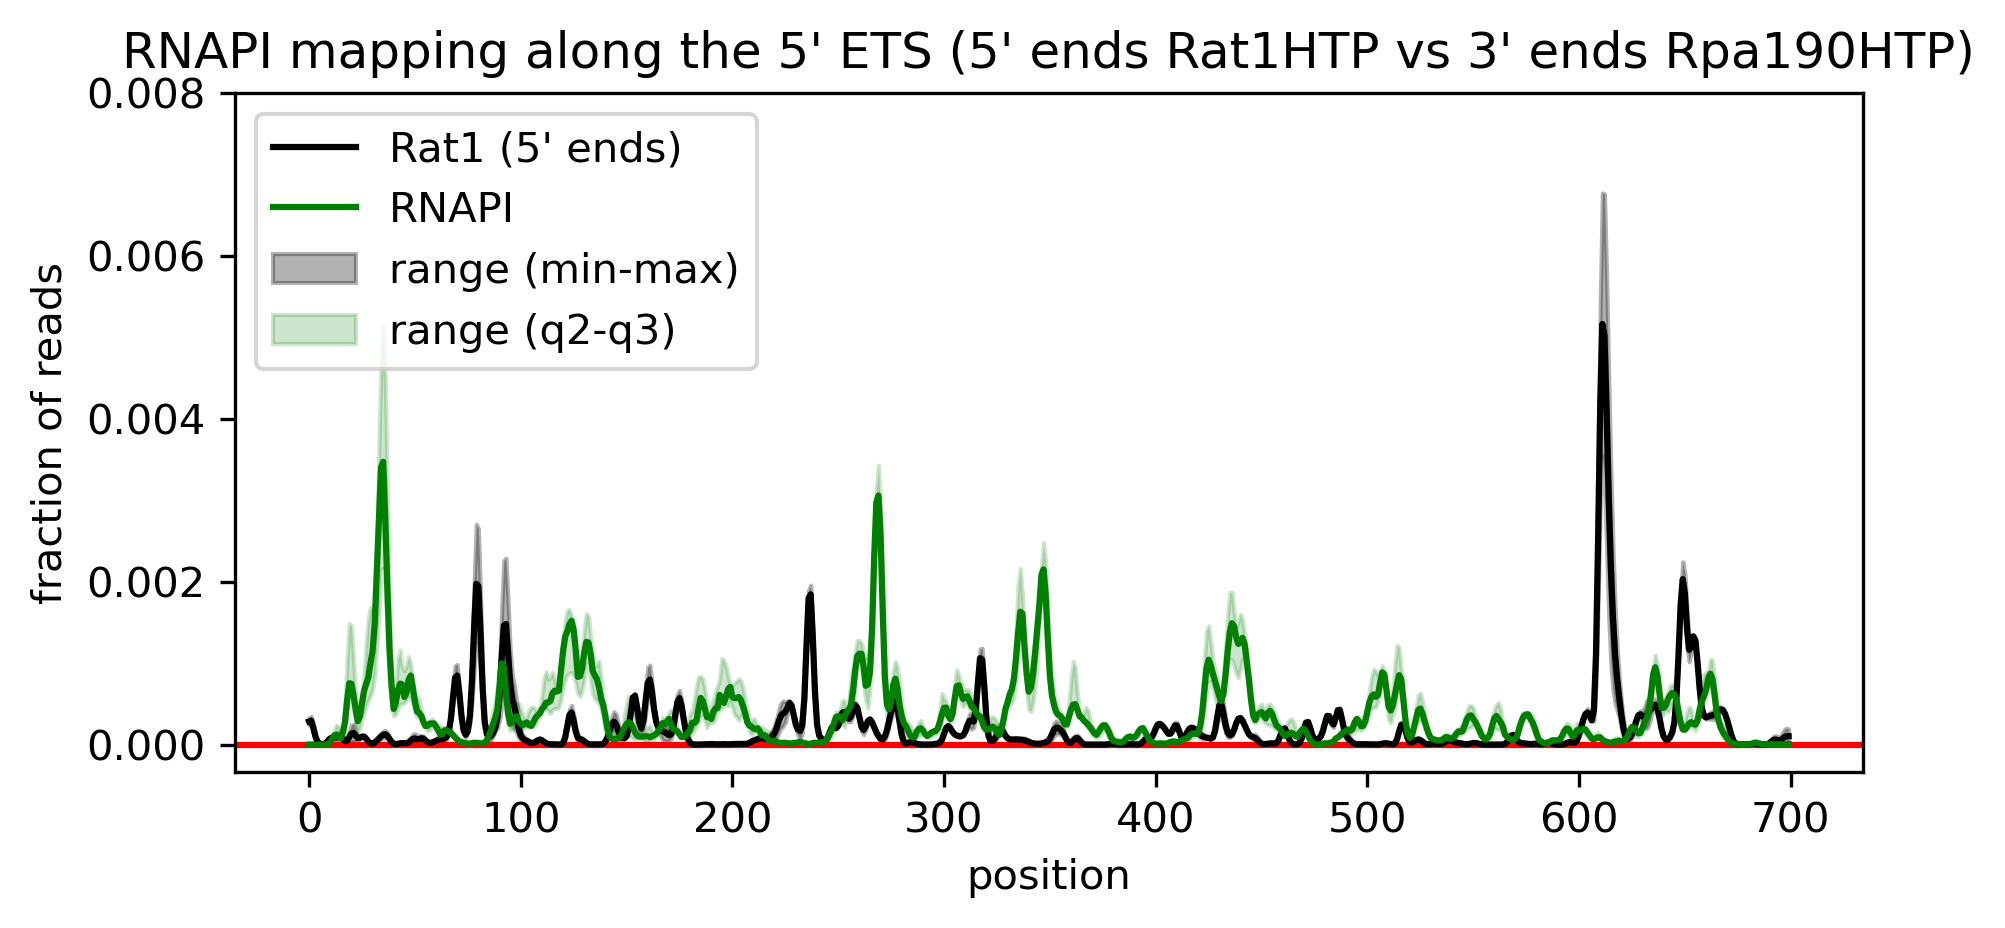 RNAPI mapping along the 5' ETS (5' ends Rat1HTP vs 3' ends Rpa190HTP)
0.008
0.006
0.004
0.002
0.000
fraction of reads
Rat1 (5' ends)
RNAPI
range (min-max)
range (q2-q3)
0 100 200 300 400 500 600 700
position